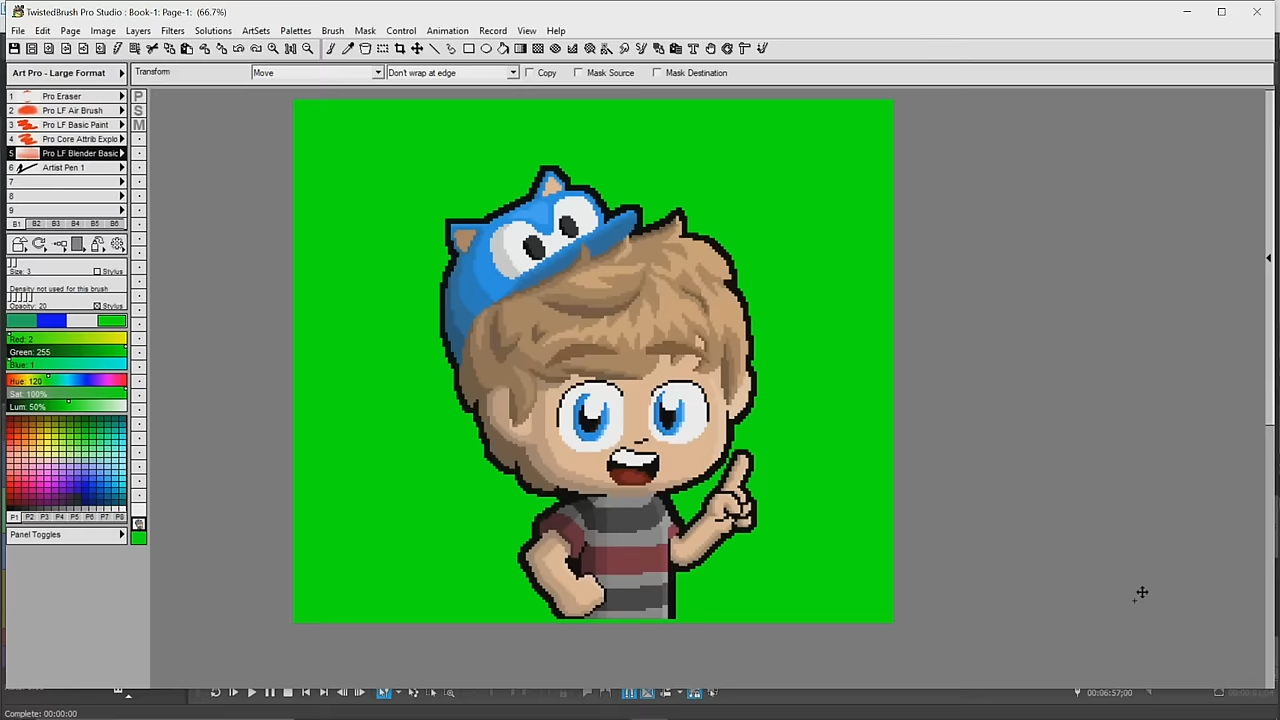 TwistedBrush Pro Studio : Book-1: Page-1: (66.7%)
File Edit Page Image Layers Filters Solutions ArtSets Palettes Brush Mask Control Animation Record View Help
Art Pro - Large Format
Transform
Move
Don't wrap at edge
Copy
Mask Source
Mask Destination
1 Pro Eraser
2 Pro LF Air Brush
3 Pro LF Basic Paint
4 Pro Core Attrib Explo
5 Pro LF Blender Basic
6 Artist Pen 1
7
8
9
P
S
M
B1 B2 B3 B4 B5 B6
Size: 3
Stylus
Density not used for this brush
Opacity: 20
Stylus
Red: 2
Green: 255
Blue: 1
Hue: 120
Sat: 100%
Lum: 50%
P1 P2 P3 P4 P5 P6 P7 P8
Panel Toggles
00:06:57;00
Complete: 00:00:00